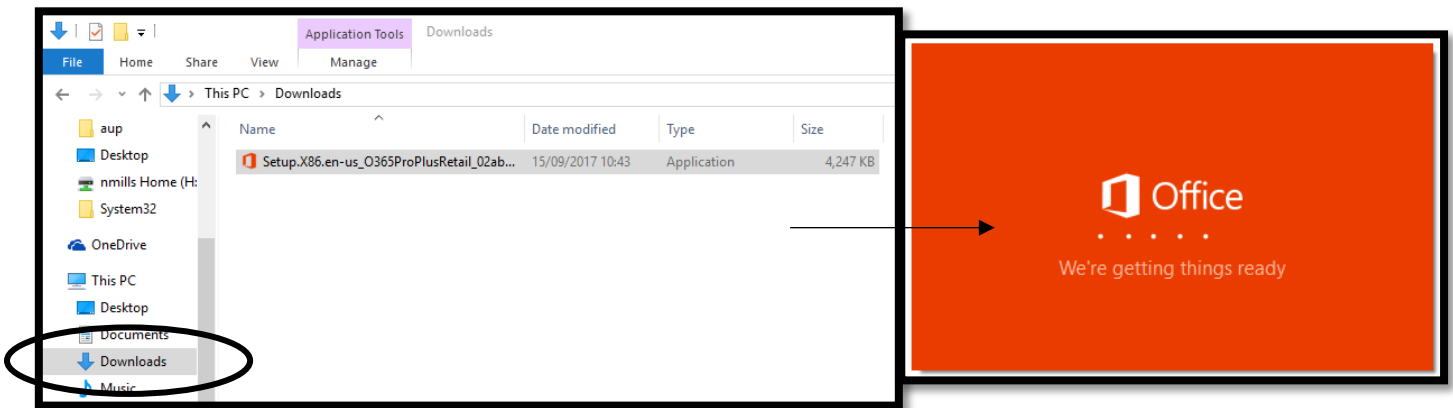 Application Tools Downloads
File Home Share View Manage
This PC > Downloads
Name Date modified Type Size
Setup.X86.en-us_O365ProPlusRetail_02ab... 15/09/2017 10:43 Application 4,247 KB
aup
Desktop
nmills Home (H:
System32
OneDrive
This PC
Desktop
Documents
Downloads
Music
Office
We're getting things ready